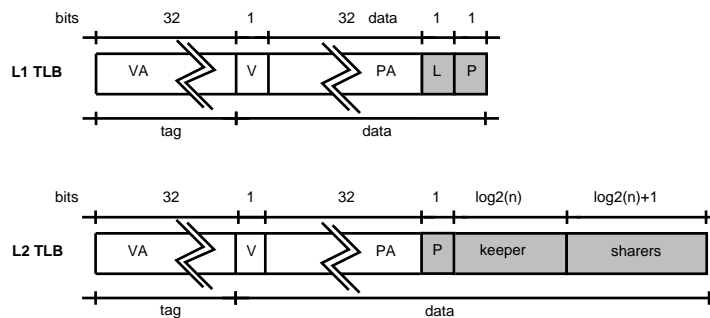 bits 32 1 32 data 1 1
L1 TLB VA V PA L P
tag data
bits 32 1 32 1 log2(n) log2(n)+1
L2 TLB VA V PA P keeper sharers
tag data